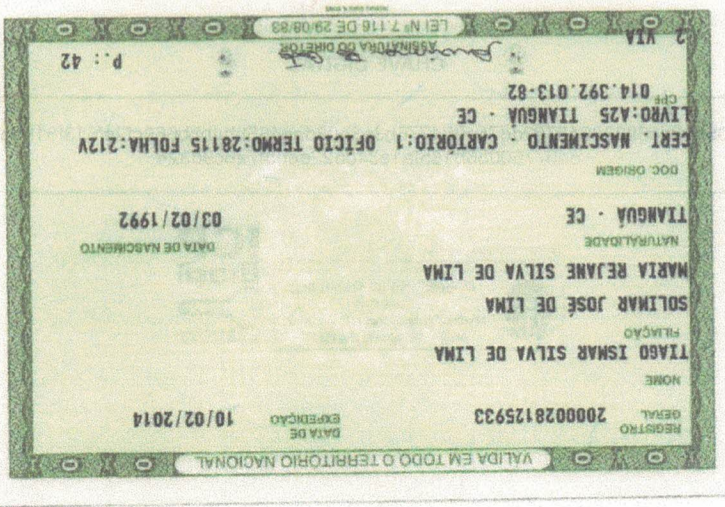 VÁLIDA EM TODO O TERRITÓRIO NACIONAL
REGISTRO GERAL 2000028125933 DATA DE EXPEDIÇÃO 10/02/2014
NOME
TIAGO ISMAR SILVA DE LIMA
FILIAÇÃO
SOLIMAR JOSÉ DE LIMA
MARIA REJANE SILVA DE LIMA
NATURALIDADE DATA DE NASCIMENTO
TIANGUÁ - CE 03/02/1992
DOC. ORIGEM
CERT. NASCIMENTO - CARTÓRIO:1 OFÍCIO TERMO:28115 FOLHA:212V
LIVRO:A25 TIANGUÁ - CE
CPF 014.392.013-82
2 VIA P.: 42
ASSINATURA DO DIRETOR
LEI Nº 7.116 DE 29/08/83